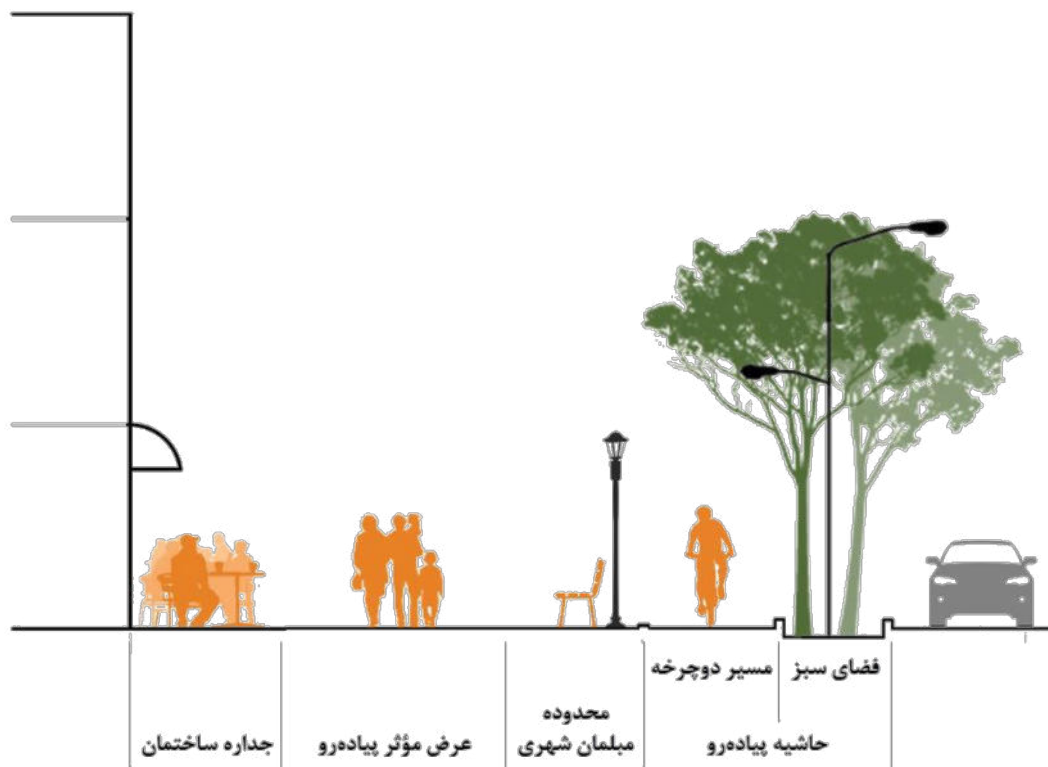 فضای سبز
مسیر دوچرخه
حاشیه پیاده‌رو
محدوده
مبلمان شهری
عرض مؤثر پیاده‌رو
جداره ساختمان